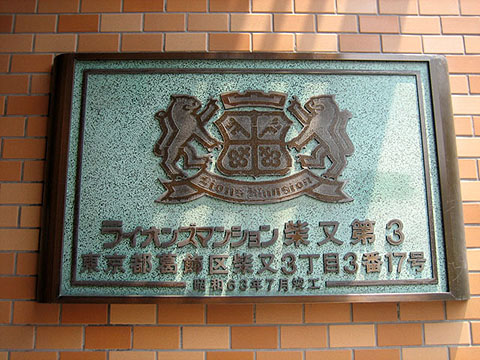 Lions Mansion
ライオンズマンション柴又第3
東京都葛飾区柴又3丁目3番17号
昭和63年7月竣工